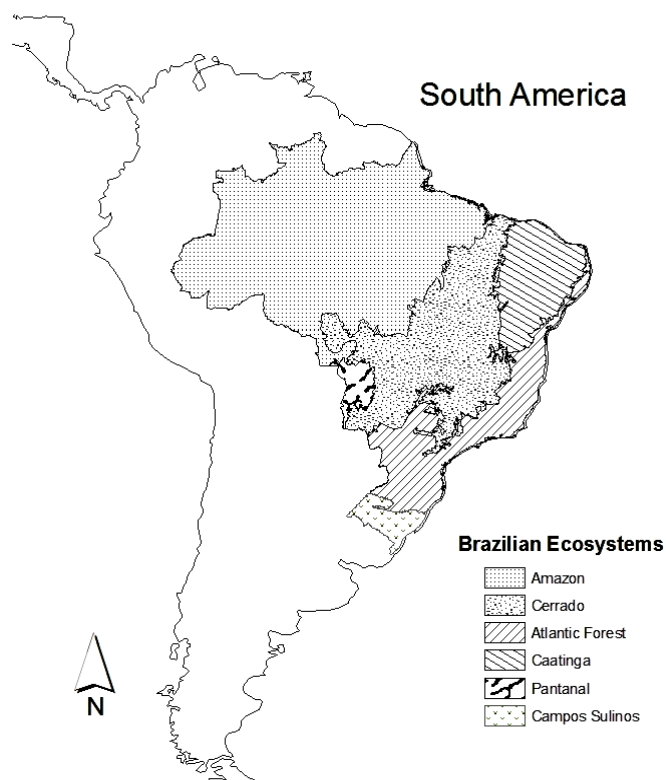 South America
Brazilian Ecosystems
Amazon
Cerrado
Atlantic Forest
Caatinga
Pantanal
Campos Sulinos
N